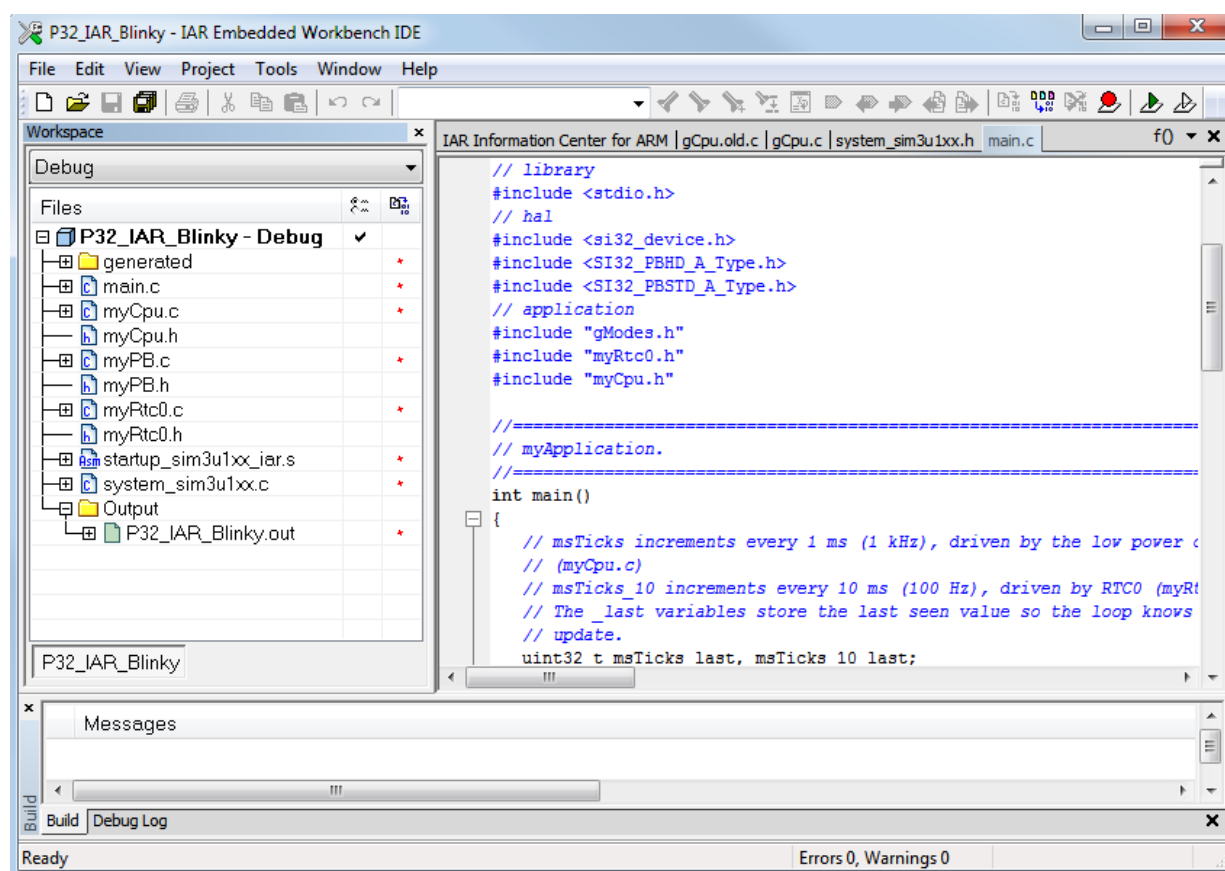 P32_IAR_Blinky - IAR Embedded Workbench IDE
File Edit View Project Tools Window Help
Workspace
IAR Information Center for ARM | gCpu.old.c | gCpu.c | system_sim3u1xx.h main.c f()
Debug
Files
P32_IAR_Blinky - Debug
generated
main.c
myCpu.c
myCpu.h
myPB.c
myPB.h
myRtc0.c
myRtc0.h
startup_sim3u1xx_iar.s
system_sim3u1xx.c
Output
P32_IAR_Blinky.out
P32_IAR_Blinky
// library
#include <stdio.h>
// hal
#include <si32_device.h>
#include <SI32_PBHD_A_Type.h>
#include <SI32_PBSTD_A_Type.h>
// application
#include "gModes.h"
#include "myRtc0.h"
#include "myCpu.h"
//==============================================================================
// myApplication.
//==============================================================================
int main()
{
// msTicks increments every 1 ms (1 kHz), driven by the low power
// (myCpu.c)
// msTicks_10 increments every 10 ms (100 Hz), driven by RTC0 (myRt
// The _last variables store the last seen value so the loop knows
// update.
uint32_t msTicks_last, msTicks_10_last;
Messages
Build
Build Debug Log
Ready Errors 0, Warnings 0